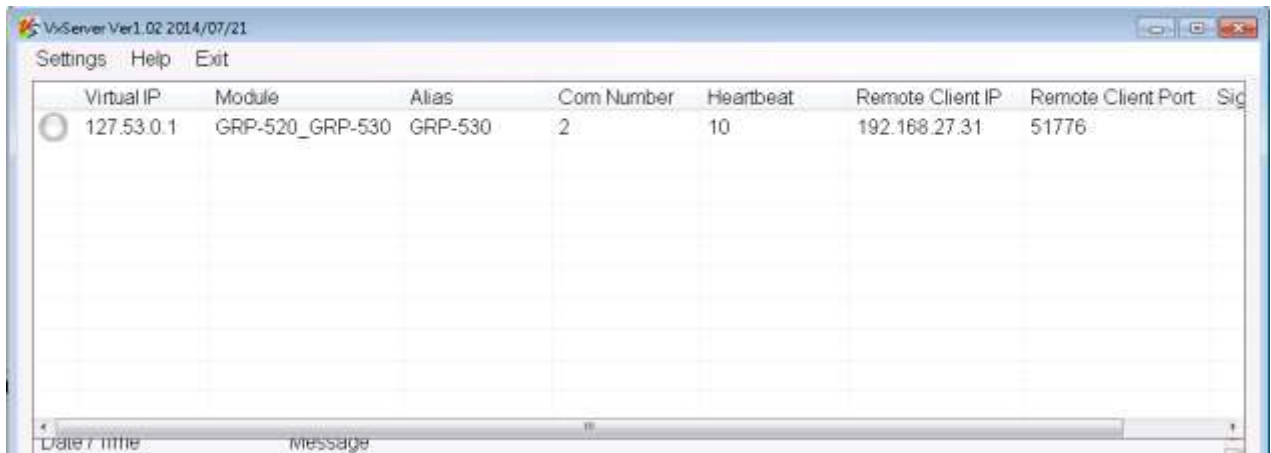 VxServer Ver1.02 2014/07/21
Settings Help Exit
Virtual IP Module Alias Com Number Heartbeat Remote Client IP Remote Client Port Sig
127.53.0.1 GRP-520_GRP-530 GRP-530 2 10 192.168.27.31 51776
Date / Time Message